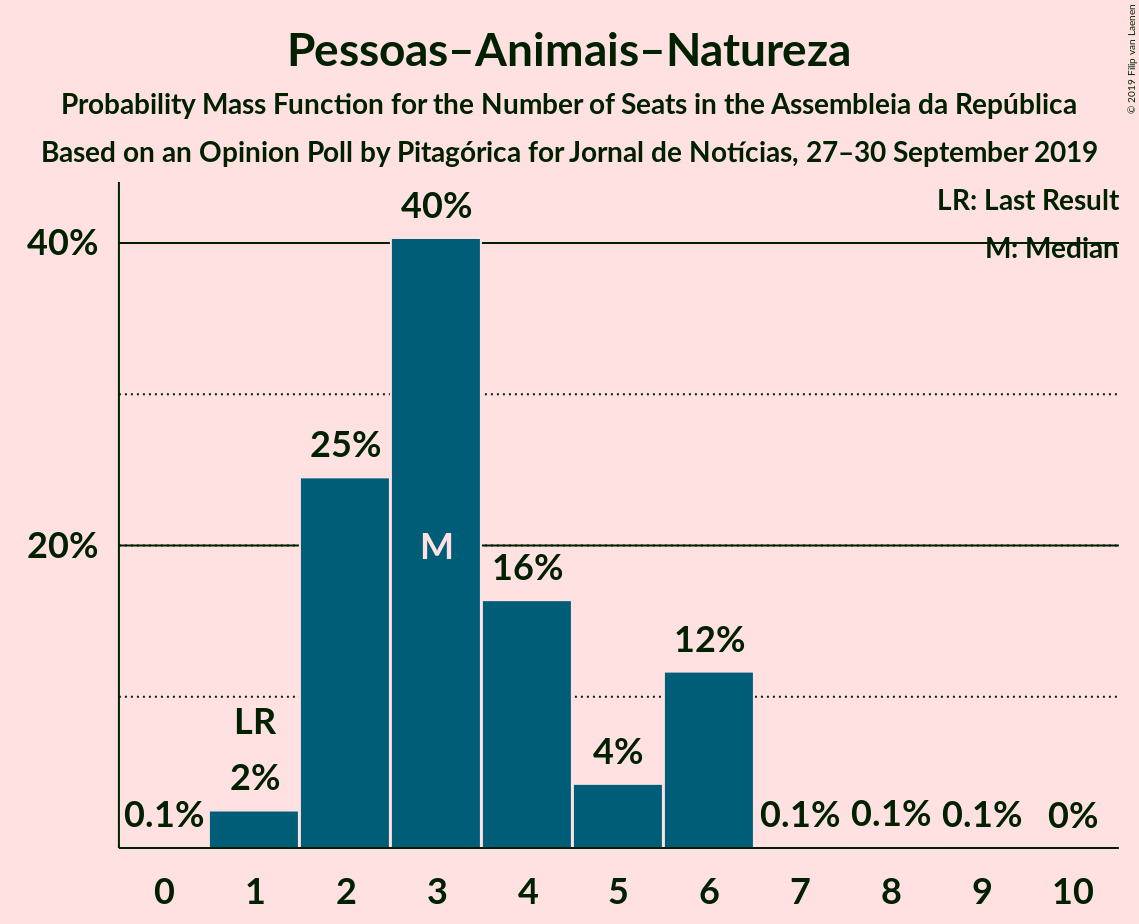 Pessoas–Animais–Natureza
Probability Mass Function for the Number of Seats in the Assembleia da República
Based on an Opinion Poll by Pitagórica for Jornal de Notícias, 27–30 September 2019
© 2019 Filip van Laenen
LR: Last Result
M: Median
40%
20%
0.1%
LR
2%
25%
40%
M
16%
4%
12%
0.1%
0.1%
0.1%
0%
0 1 2 3 4 5 6 7 8 9 10